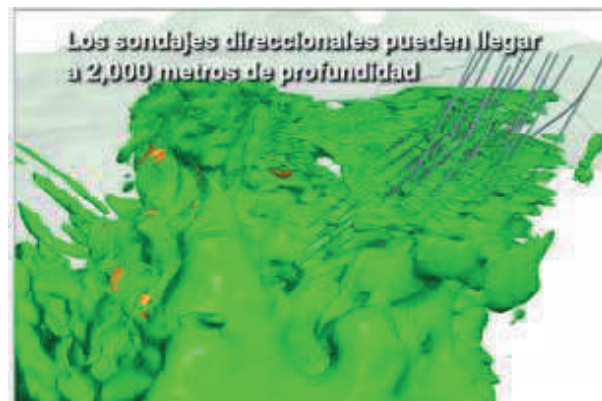 Los sondajes direccionales pueden llegar
a 2,000 metros de profundidad